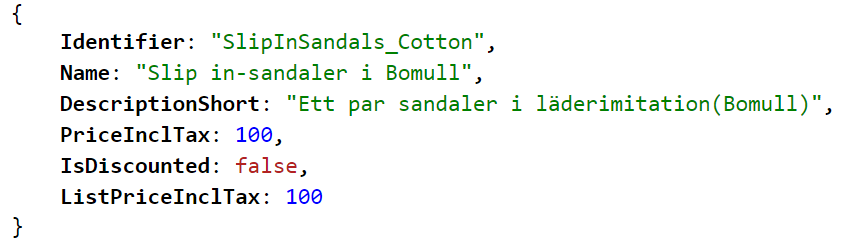 {
Identifier: "SlipInSandals_Cotton",
Name: "Slip in-sandaler i Bomull",
DescriptionShort: "Ett par sandaler i läderimitation(Bomull)",
PriceInclTax: 100,
IsDiscounted: false,
ListPriceInclTax: 100
}